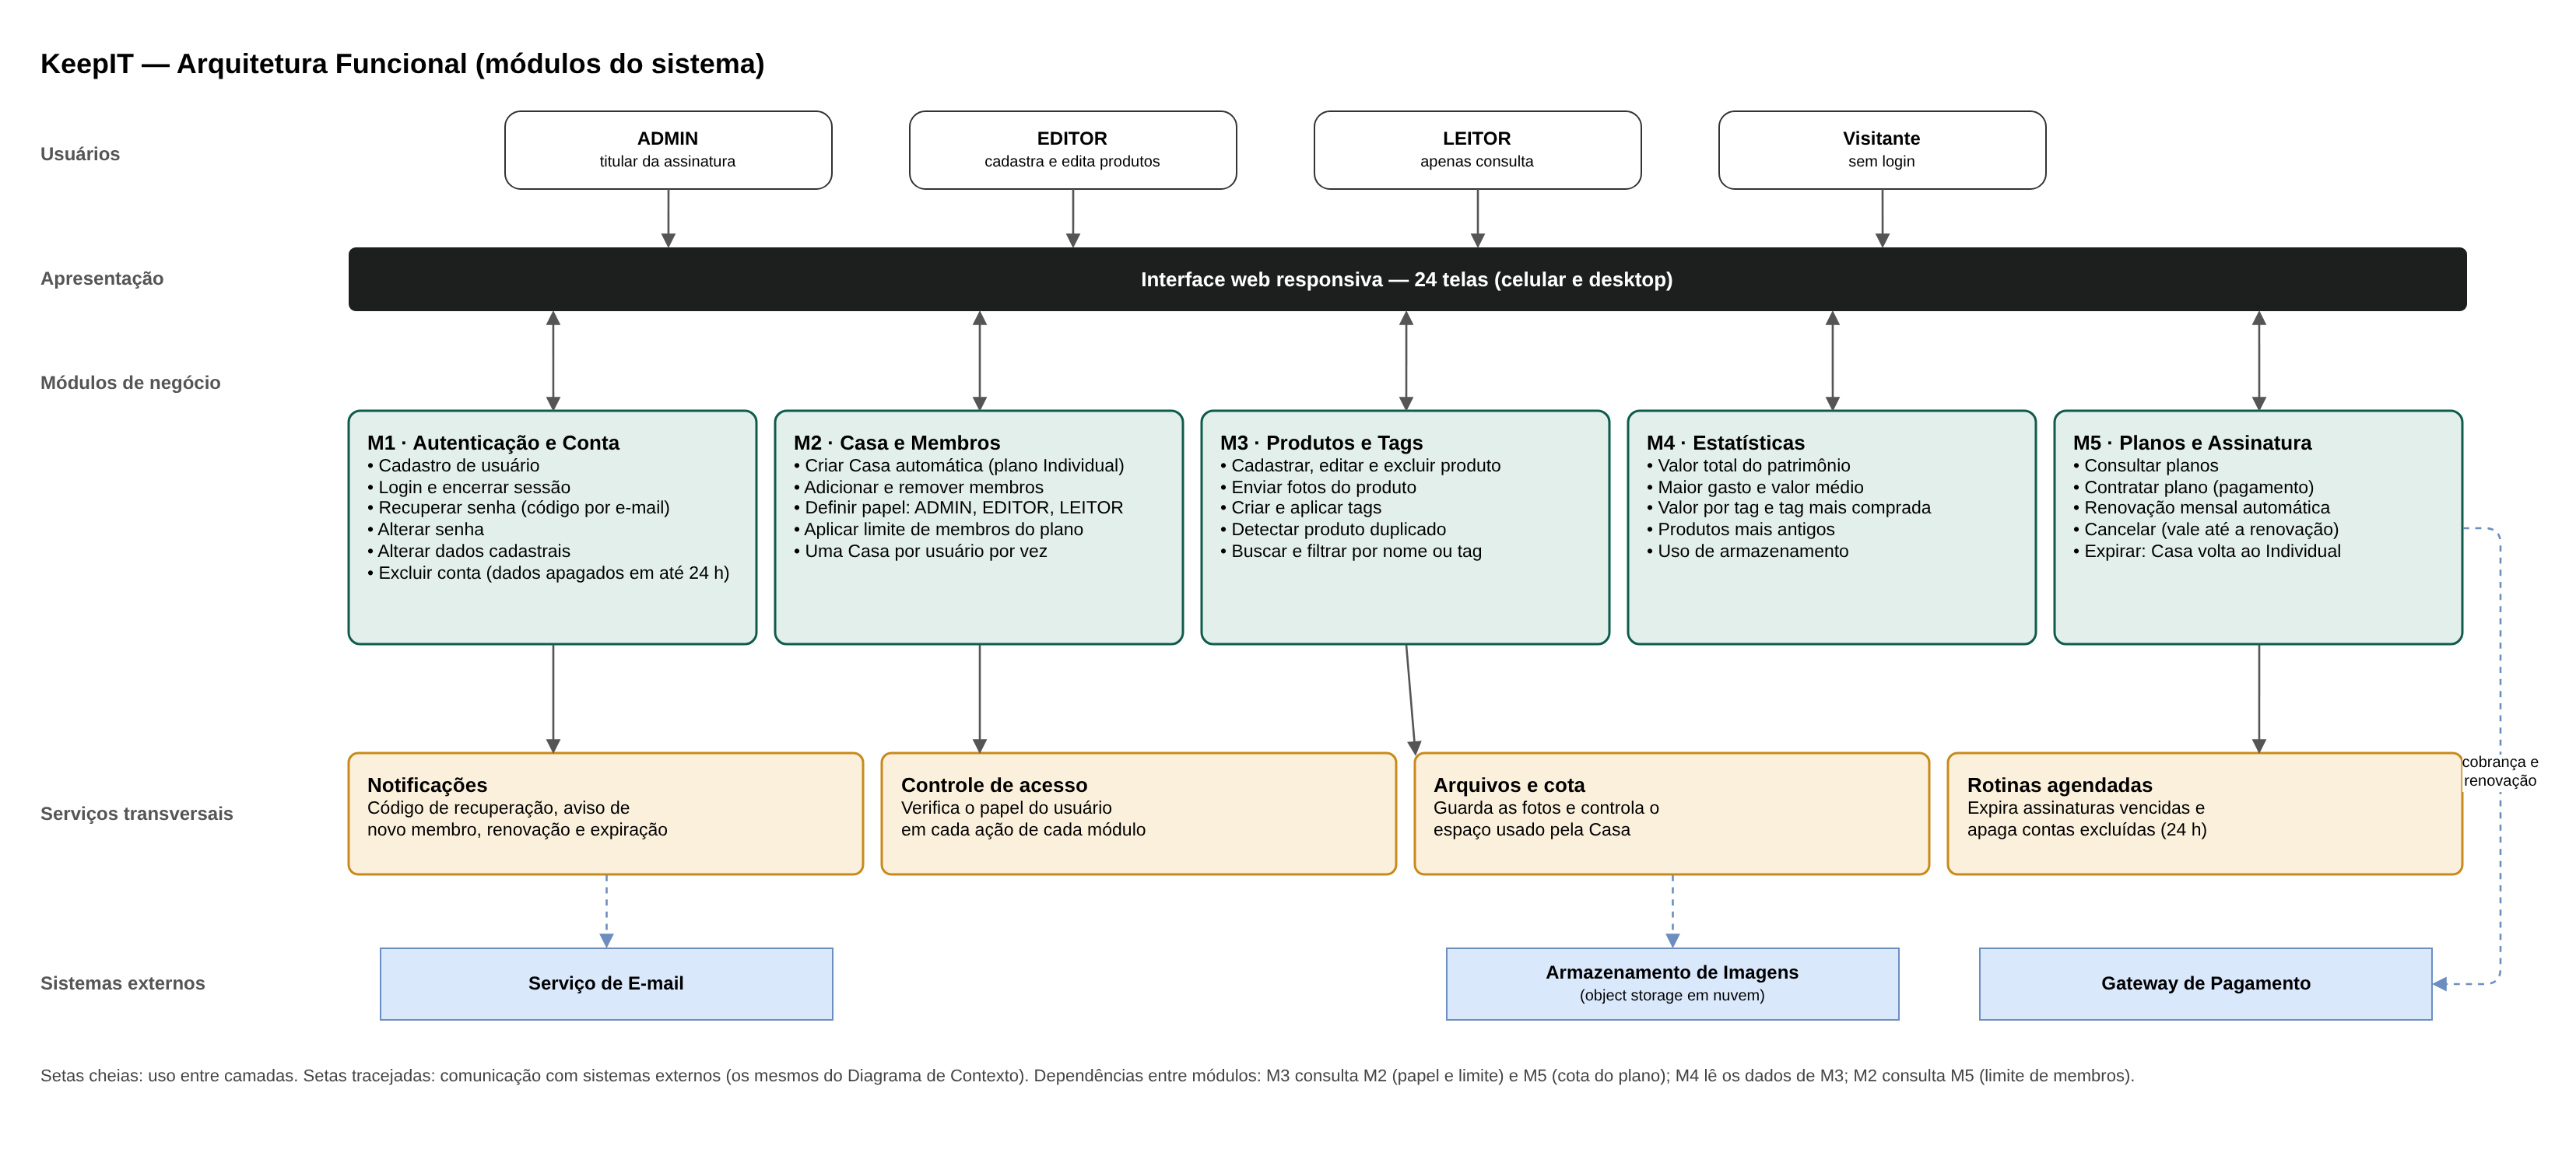 KeepIT — Arquitetura Funcional (módulos do sistema)
Usuários
ADMIN
titular da assinatura
EDITOR
cadastra e edita produtos
LEITOR
apenas consulta
Visitante
sem login
Apresentação
Interface web responsiva — 24 telas (celular e desktop)
Módulos de negócio
M1 · Autenticação e Conta
• Cadastro de usuário
• Login e encerrar sessão
• Recuperar senha (código por e-mail)
• Alterar senha
• Alterar dados cadastrais
• Excluir conta (dados apagados em até 24 h)
M2 · Casa e Membros
• Criar Casa automática (plano Individual)
• Adicionar e remover membros
• Definir papel: ADMIN, EDITOR, LEITOR
• Aplicar limite de membros do plano
• Uma Casa por usuário por vez
M3 · Produtos e Tags
• Cadastrar, editar e excluir produto
• Enviar fotos do produto
• Criar e aplicar tags
• Detectar produto duplicado
• Buscar e filtrar por nome ou tag
M4 · Estatísticas
• Valor total do patrimônio
• Maior gasto e valor médio
• Valor por tag e tag mais comprada
• Produtos mais antigos
• Uso de armazenamento
M5 · Planos e Assinatura
• Consultar planos
• Contratar plano (pagamento)
• Renovação mensal automática
• Cancelar (vale até a renovação)
• Expirar: Casa volta ao Individual
Serviços transversais
Notificações
Código de recuperação, aviso de
novo membro, renovação e expiração
Controle de acesso
Verifica o papel do usuário
em cada ação de cada módulo
Arquivos e cota
Guarda as fotos e controla o
espaço usado pela Casa
Rotinas agendadas
Expira assinaturas vencidas e
apaga contas excluídas (24 h)
cobrança e
renovação
Sistemas externos
Serviço de E-mail
Armazenamento de Imagens
(object storage em nuvem)
Gateway de Pagamento
Setas cheias: uso entre camadas. Setas tracejadas: comunicação com sistemas externos (os mesmos do Diagrama de Contexto). Dependências entre módulos: M3 consulta M2 (papel e limite) e M5 (cota do plano); M4 lê os dados de M3; M2 consulta M5 (limite de membros).